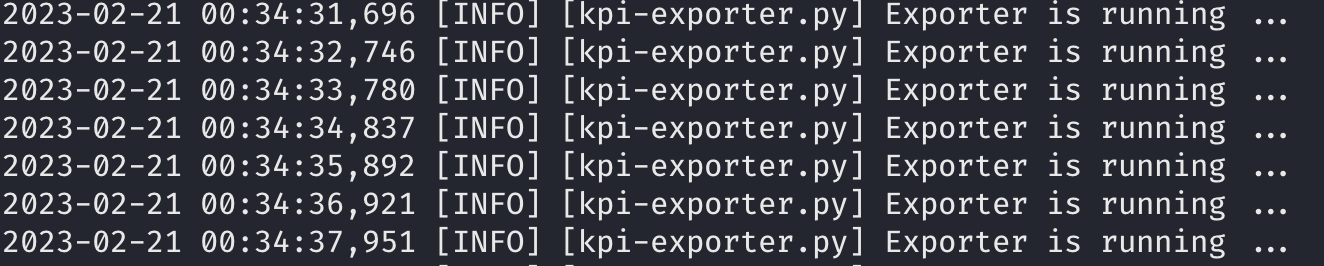 2023-02-21 00:34:31,696 [INFO] [kpi-exporter.py] Exporter is running ...
2023-02-21 00:34:32,746 [INFO] [kpi-exporter.py] Exporter is running ...
2023-02-21 00:34:33,780 [INFO] [kpi-exporter.py] Exporter is running ...
2023-02-21 00:34:34,837 [INFO] [kpi-exporter.py] Exporter is running ...
2023-02-21 00:34:35,892 [INFO] [kpi-exporter.py] Exporter is running ...
2023-02-21 00:34:36,921 [INFO] [kpi-exporter.py] Exporter is running ...
2023-02-21 00:34:37,951 [INFO] [kpi-exporter.py] Exporter is running ...